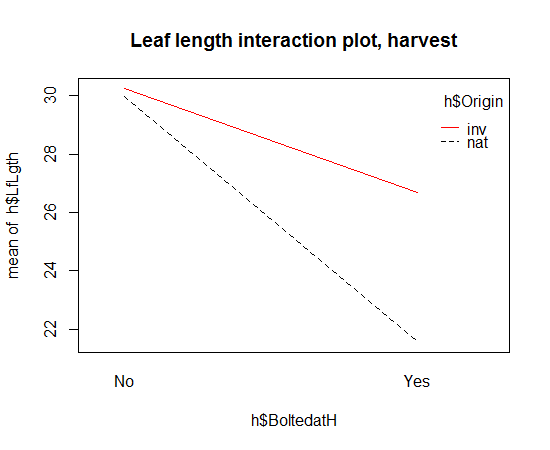 Leaf length interaction plot, harvest
mean of  h$LfLgth
30
28
26
24
22
h$Origin
inv
nat
No
Yes
h$BoltedatH